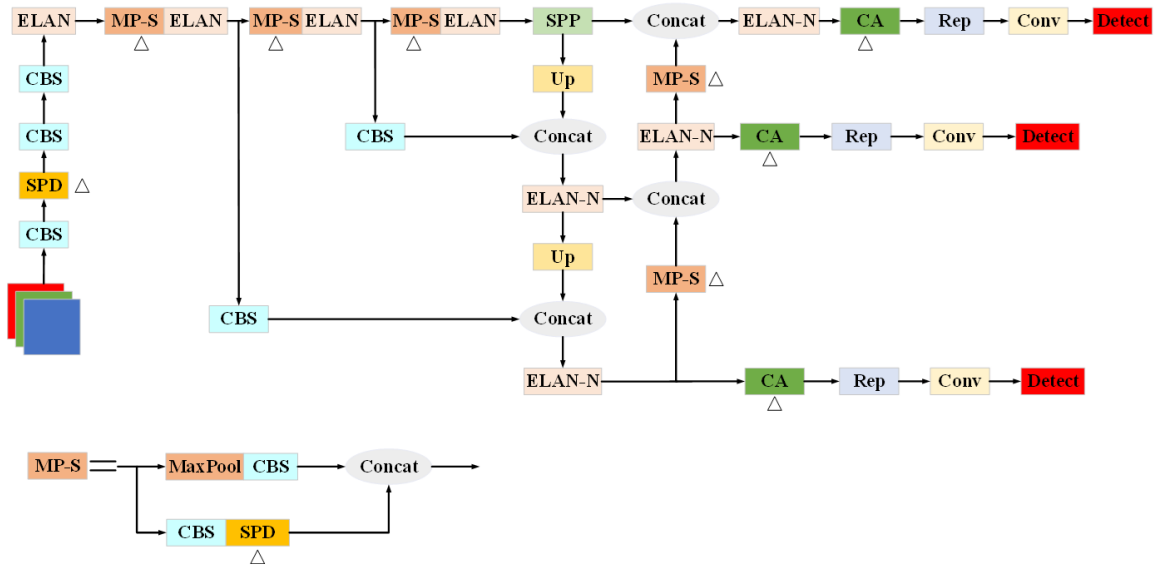 ELAN MP-S ELAN MP-S ELAN MP-S ELAN SPP Concat ELAN-N CA Rep Conv Detect
△ △ △ △
CBS Up MP-S △
CBS CBS Concat ELAN-N CA Rep Conv Detect
△
SPD △ ELAN-N Concat
CBS
Up MP-S △
CBS Concat
ELAN-N CA Rep Conv Detect
△
MP-S MaxPool CBS Concat
CBS SPD
△